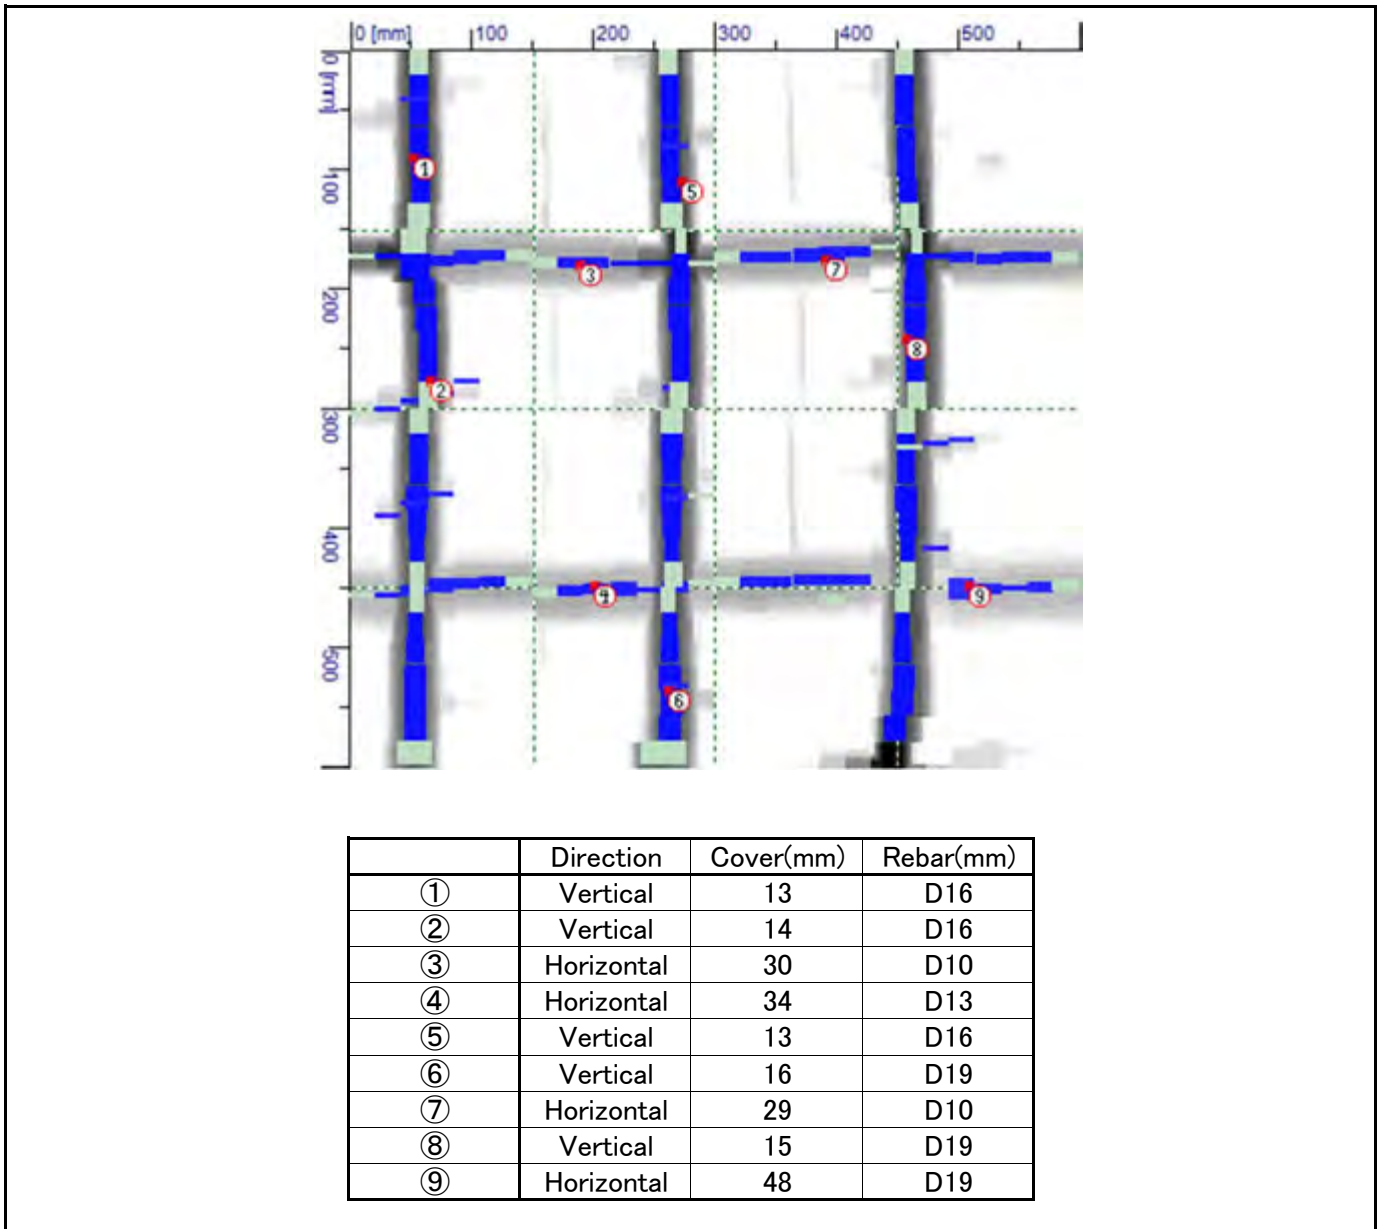 0 [mm] 100 200 300 400 500
0 [mm]
100
200
300
400
500
①
⑤
③
⑦
⑧
②
⑨
⑥
Direction Cover(mm) Rebar(mm)
① Vertical 13 D16
② Vertical 14 D16
③ Horizontal 30 D10
④ Horizontal 34 D13
⑤ Vertical 13 D16
⑥ Vertical 16 D19
⑦ Horizontal 29 D10
⑧ Vertical 15 D19
⑨ Horizontal 48 D19